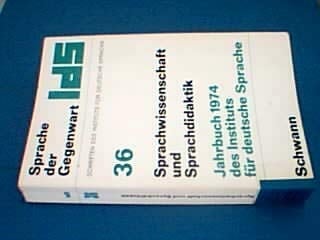 Sprache
der
Gegenwart
IdS
SCHRIFTEN DES INSTITUTS FÜR DEUTSCHE SPRACHE
36
Sprachwissenschaft
und
Sprachdidaktik
Jahrbuch 1974
des Instituts
für deutsche Sprache
Schwann